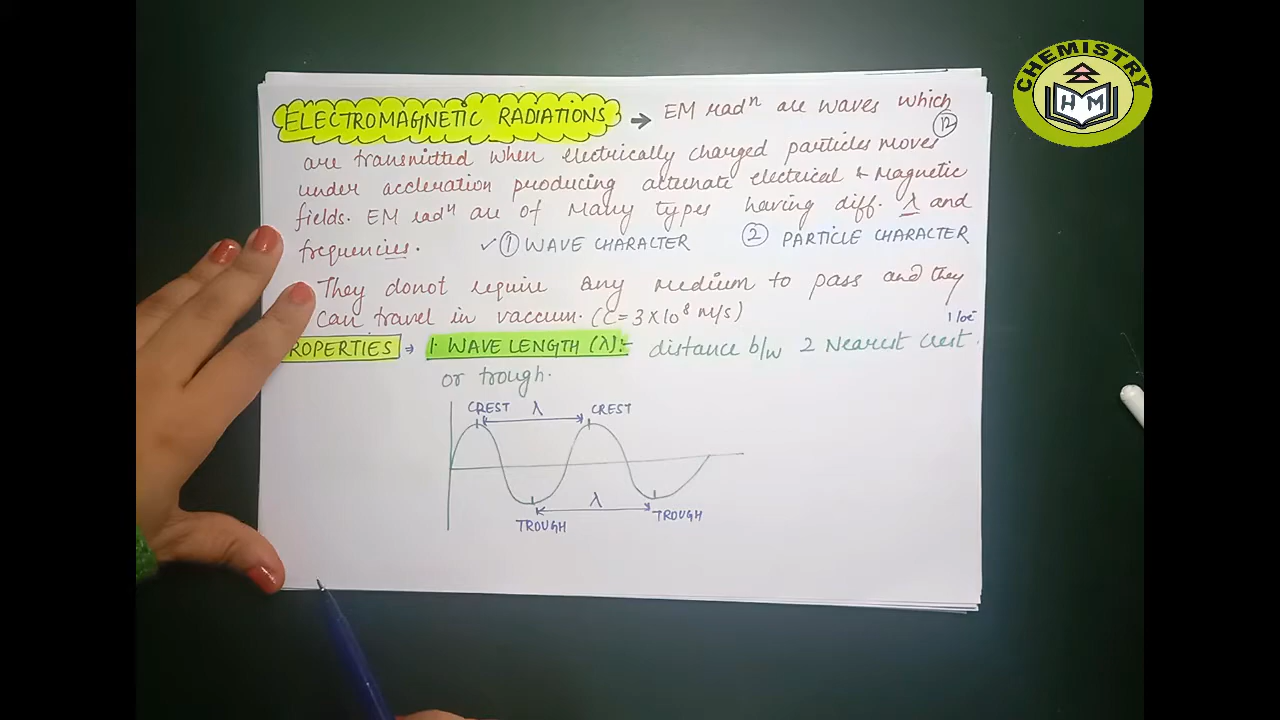 CHEMISTRY
HM
ELECTROMAGNETIC RADIATIONS → EM radⁿ are waves which
12
are transmitted when electrically charged particles moves
under accleration producing alternate electrical & Magnetic
fields. EM radⁿ are of Many types having diff. λ and
frequencies. ✓① WAVE CHARACTER ② PARTICLE CHARACTER
They donot require any medium to pass and they
can travel in vaccum. (C = 3 X 10⁸ m/s)
ROPERTIES ⇒ 1. WAVE LENGTH (λ):- distance b/w 2 Nearest crest
or trough.
CREST λ CREST
λ
TROUGH TROUGH